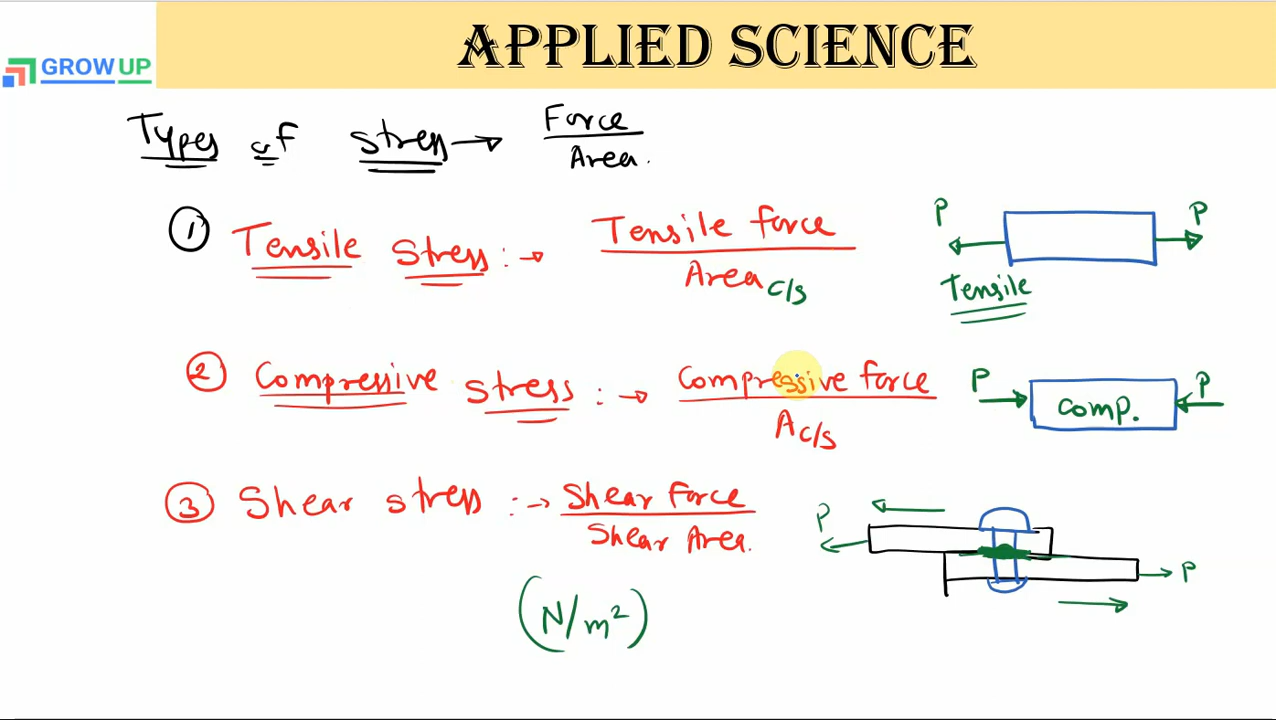 APPLIED SCIENCE
GROW UP
Types of stress → Force / Area.
① Tensile stress :→ Tensile force / Area c/s
P P
Tensile
② Compressive stress :→ Compressive force / A c/s
P comp. P
③ Shear stress :→ Shear Force / Shear Area.
P P
(N/m²)